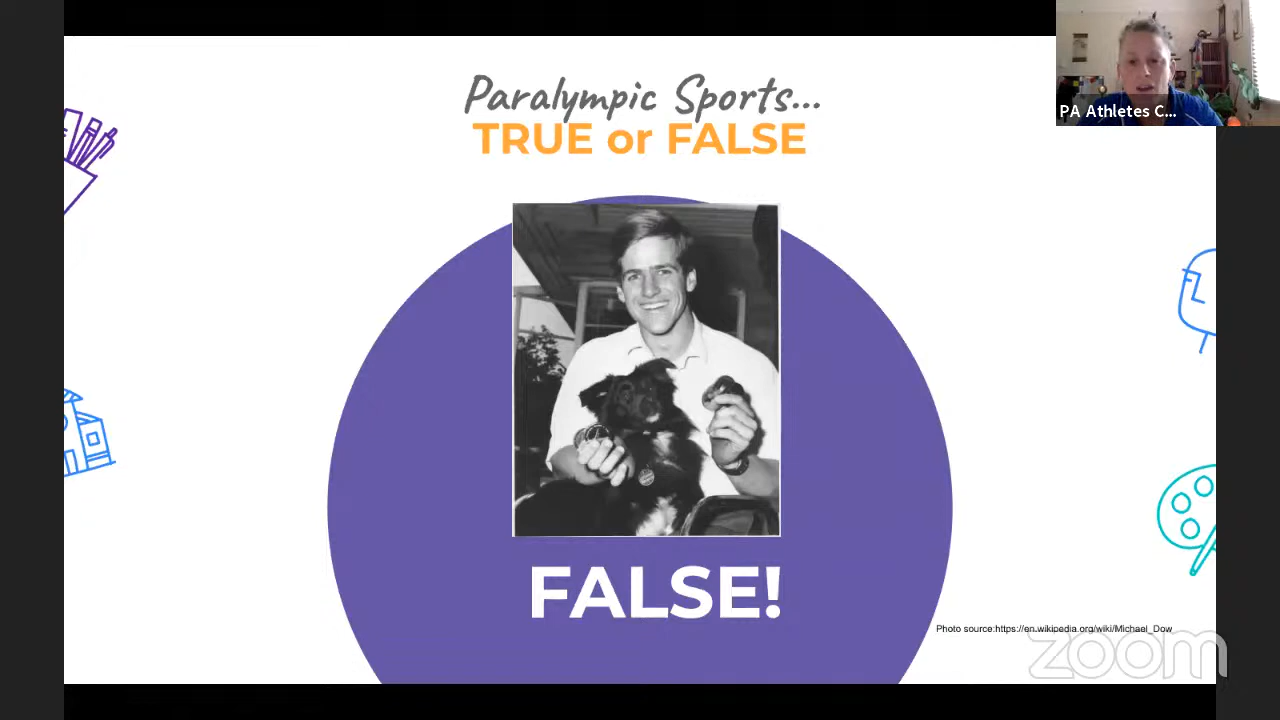 Paralympic Sports...
TRUE or FALSE
PA Athletes C...
FALSE!
Photo source:https://en.wikipedia.org/wiki/Michael_Dow
zoom